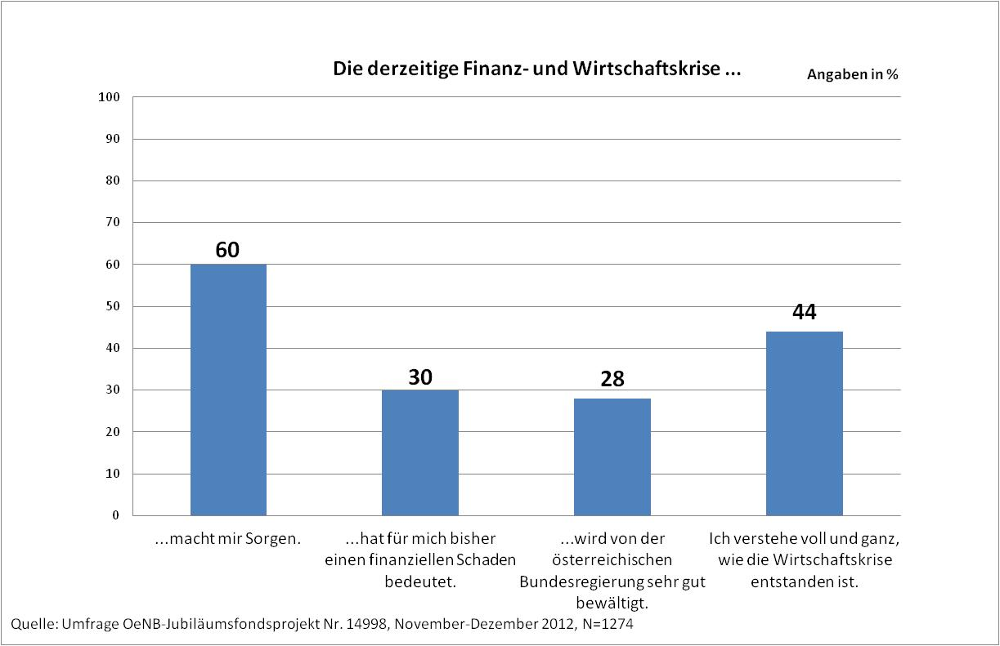 Die derzeitige Finanz- und Wirtschaftskrise ...
Angaben in %
100
90
80
70
60
50
40
30
20
10
0
60
30
28
44
...macht mir Sorgen.
...hat für mich bisher
einen finanziellen Schaden
bedeutet.
...wird von der
österreichischen
Bundesregierung sehr gut
bewältigt.
Ich verstehe voll und ganz,
wie die Wirtschaftskrise
entstanden ist.
Quelle: Umfrage OeNB-Jubiläumsfondsprojekt Nr. 14998, November-Dezember 2012, N=1274